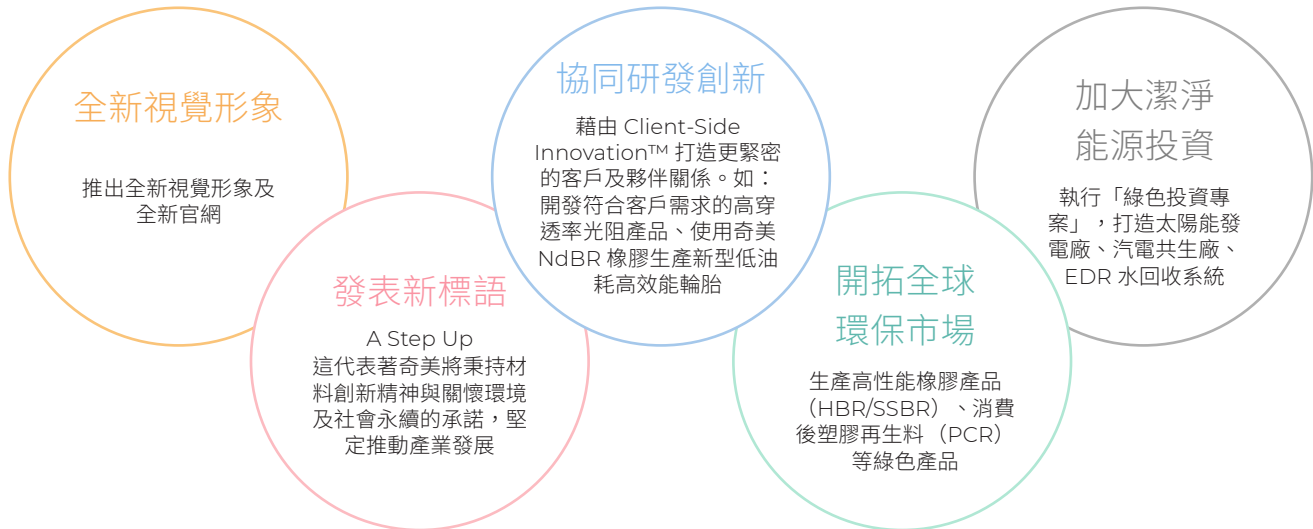 全新視覺形象
推出全新視覺形象及
全新官網
發表新標語
A Step Up
這代表著奇美將秉持材
料創新精神與關懷環境
及社會永續的承諾，堅
定推動產業發展
協同研發創新
藉由 Client-Side
Innovation™ 打造更緊密
的客戶及夥伴關係。如：
開發符合客戶需求的高穿
透率光阻產品、使用奇美
NdBR 橡膠生產新型低油
耗高效能輪胎
開拓全球
環保市場
生產高性能橡膠產品
（HBR/SSBR）、消費
後塑膠再生料（PCR）
等綠色產品
加大潔淨
能源投資
執行「綠色投資專
案」，打造太陽能發
電廠、汽電共生廠、
EDR 水回收系統